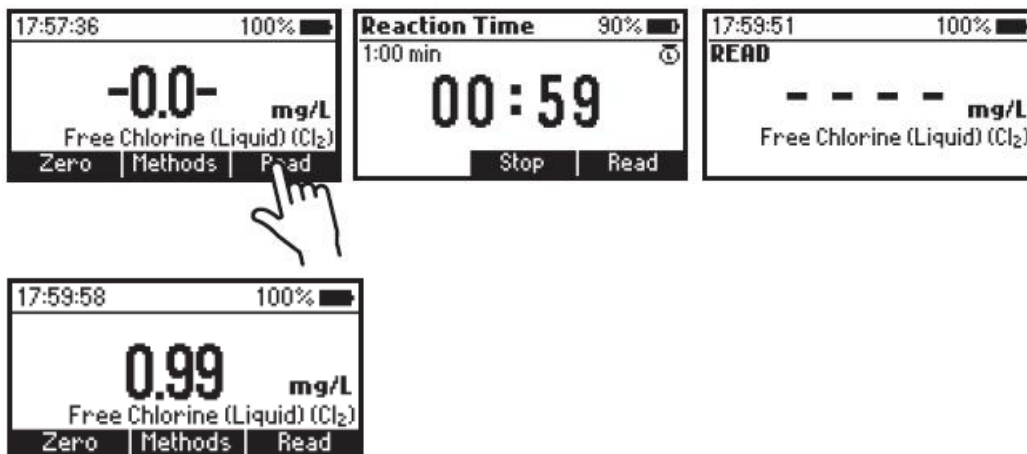 17:57:36 100%
-0.0- mg/L
Free Chlorine (Liquid) (Cl₂)
Zero Methods Read
Reaction Time 90%
1:00 min
00:59
Stop Read
17:59:51 100%
READ
- - - - mg/L
Free Chlorine (Liquid) (Cl₂)
17:59:58 100%
0.99 mg/L
Free Chlorine (Liquid) (Cl₂)
Zero Methods Read